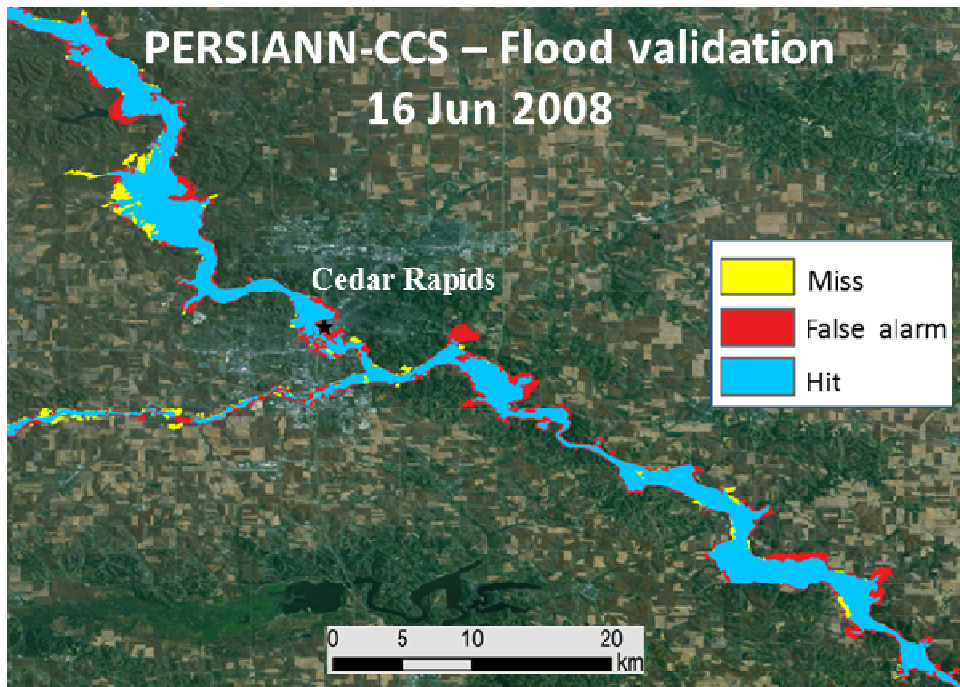 PERSIANN-CCS – Flood validation
16 Jun 2008
Cedar Rapids
Miss
False alarm
Hit
0 5 10 20
km